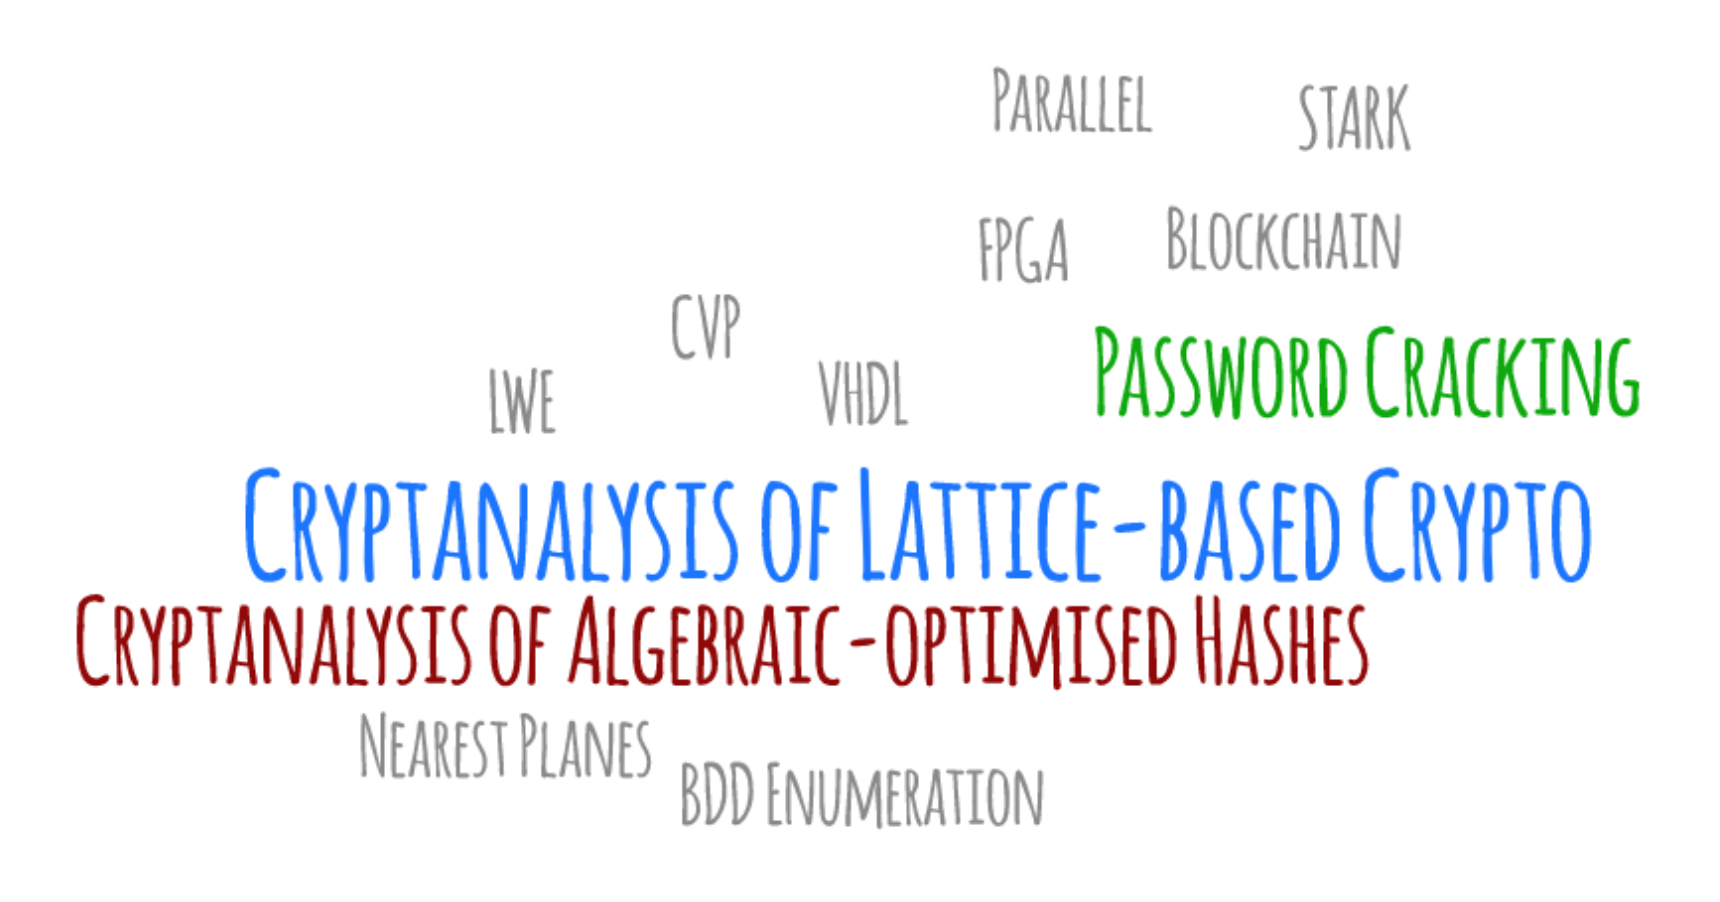 Parallel
STARK
FPGA
Blockchain
CVP
Password Cracking
LWE
VHDL
Cryptanalysis of Lattice-based Crypto
Cryptanalysis of Algebraic-optimised Hashes
Nearest Planes
BDD Enumeration